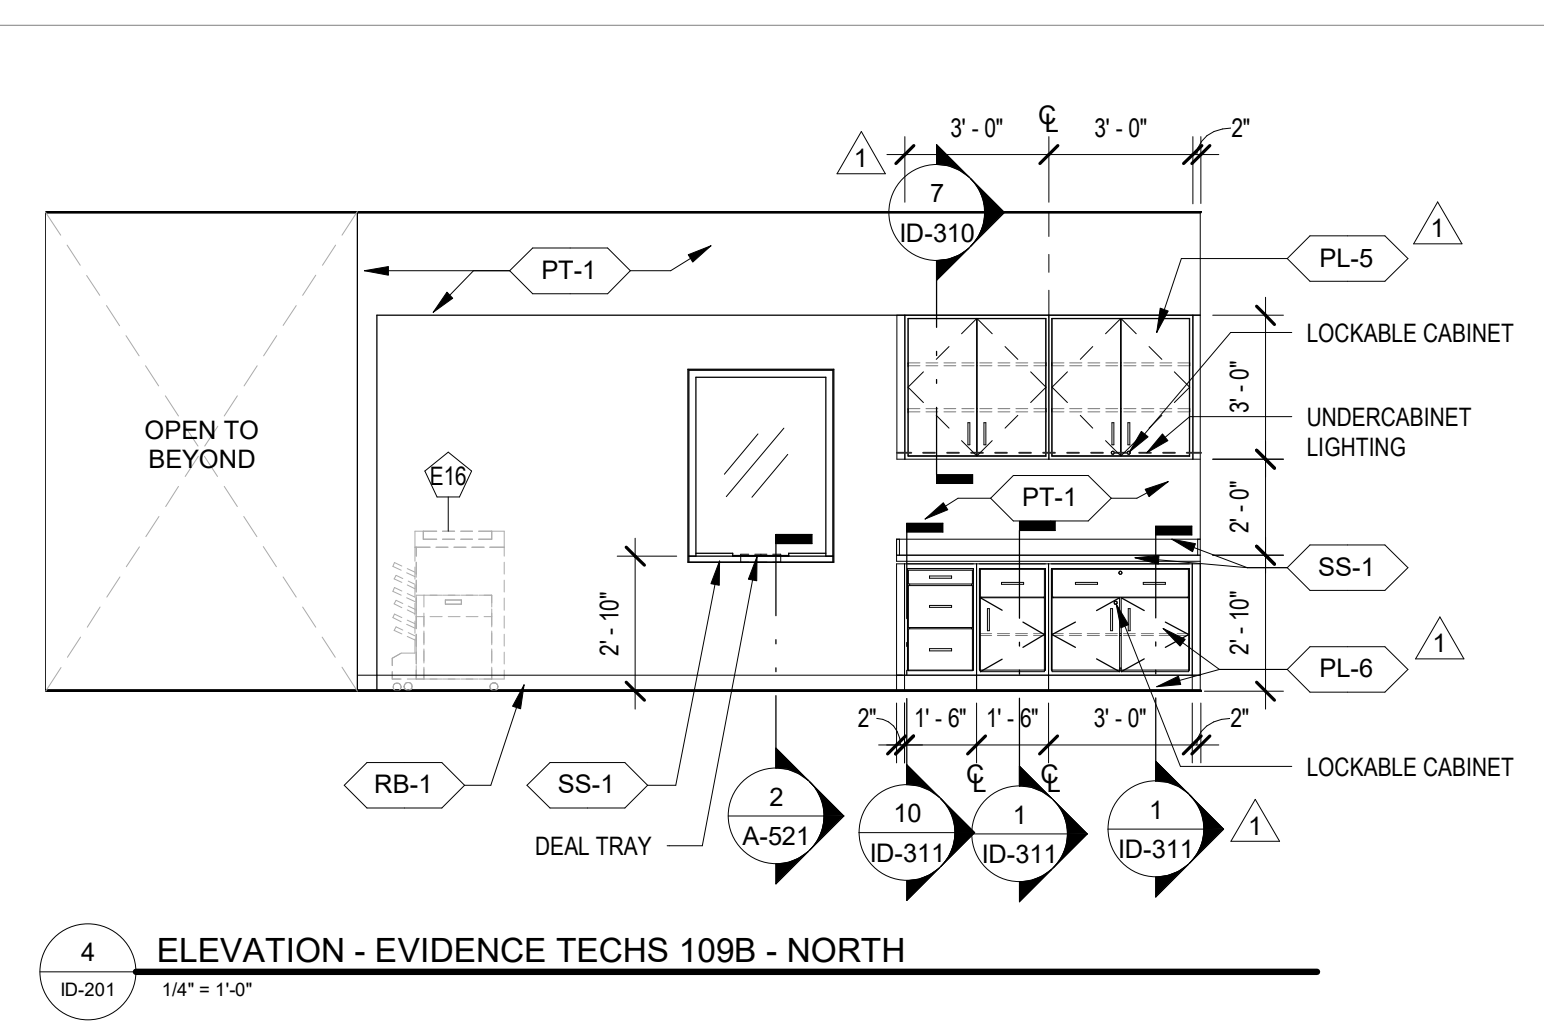 3' - 0"
℄
3' - 0"
2"
1
7
ID-310
1
PT-1
PL-5
LOCKABLE CABINET
3' - 0"
UNDERCABINET
LIGHTING
OPEN TO
BEYOND
E16
PT-1
2' - 0"
SS-1
2' - 10"
2' - 10"
1
PL-6
2"
1' - 6"
1' - 6"
3' - 0"
2"
LOCKABLE CABINET
RB-1
SS-1
℄
℄
2
A-521
10
ID-311
1
ID-311
1
ID-311
1
DEAL TRAY
4
ID-201
ELEVATION - EVIDENCE TECHS 109B - NORTH
1/4" = 1'-0"